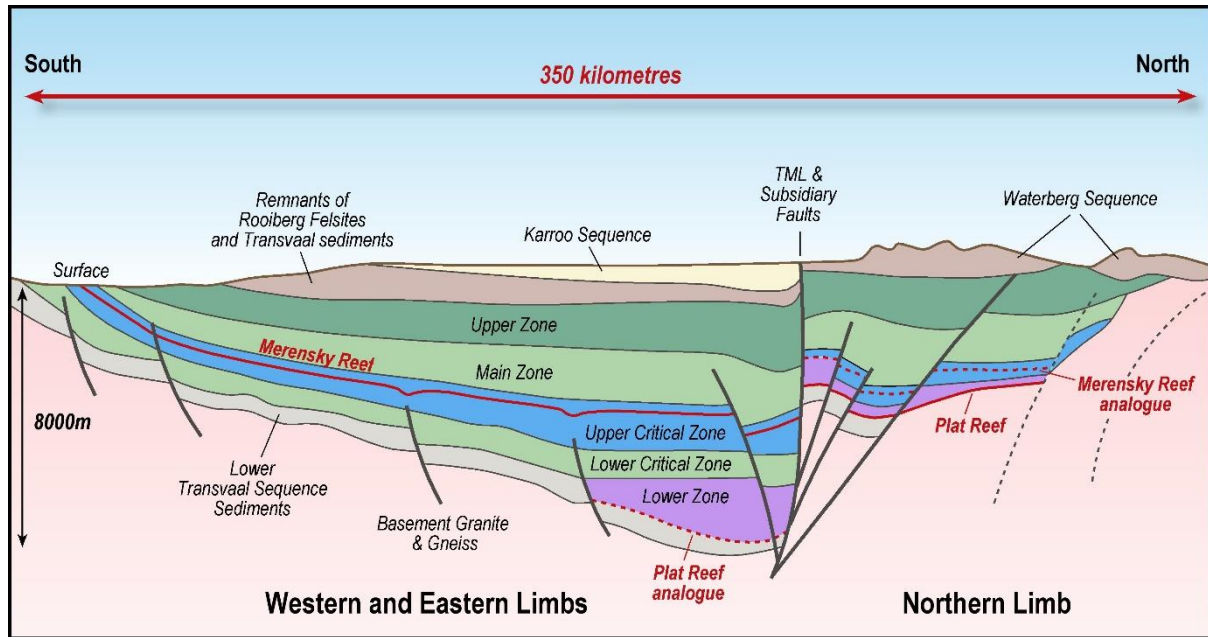 South
350 kilometres
North
TML &
Subsidiary
Faults
Remnants of
Rooiberg Felsites
and Transvaal sediments
Karroo Sequence
Waterberg Sequence
Surface
Upper Zone
Merensky Reef
Main Zone
Merensky Reef
analogue
Plat Reef
8000m
Upper Critical Zone
Lower Critical Zone
Lower
Transvaal Sequence
Sediments
Lower Zone
Basement Granite
& Gneiss
Plat Reef
analogue
Western and Eastern Limbs
Northern Limb